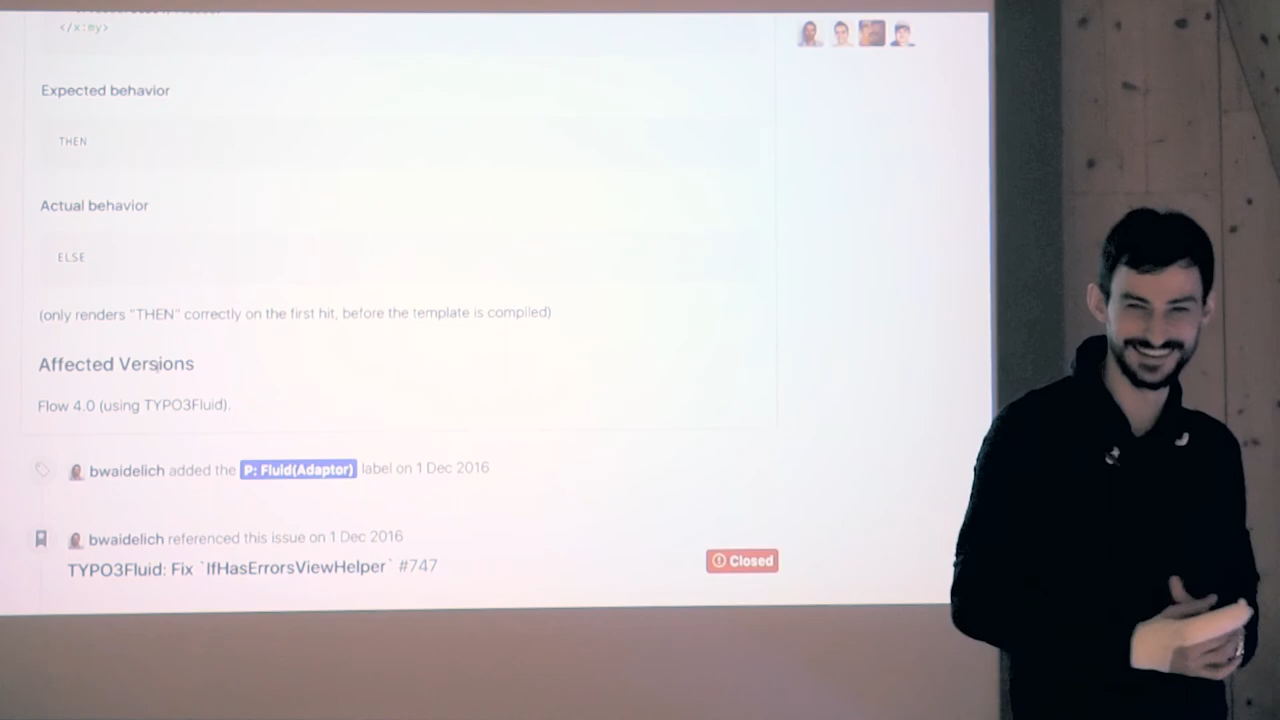 </x:my>
Expected behavior
THEN
Actual behavior
ELSE
(only renders "THEN" correctly on the first hit, before the template is compiled)
Affected Versions
Flow 4.0 (using TYPO3Fluid).
bwaidelich added the P: Fluid(Adaptor) label on 1 Dec 2016
bwaidelich referenced this issue on 1 Dec 2016
TYPO3Fluid: Fix `IfHasErrorsViewHelper` #747
Closed